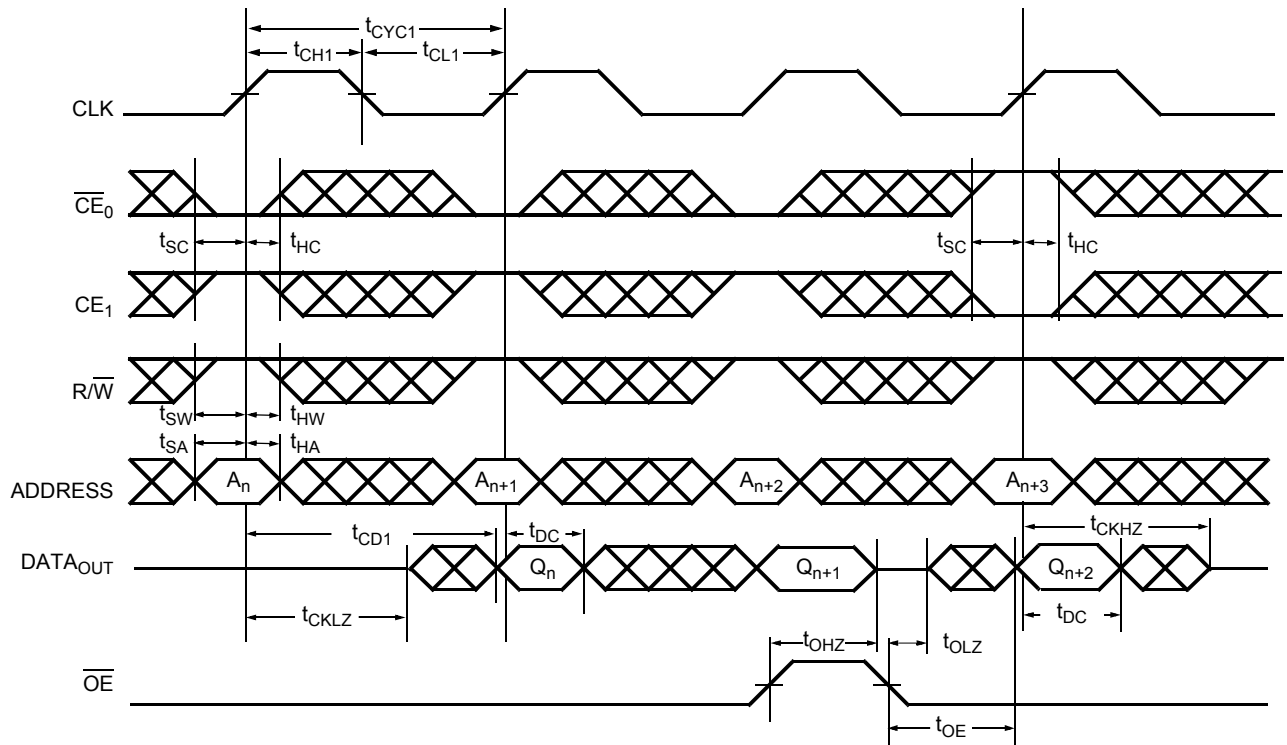 tCYC1
tCH1 tCL1
CLK
CE0
tSC tHC tSC tHC
CE1
R/W
tSW tHW
tSA tHA
ADDRESS An An+1 An+2 An+3
tCD1 tDC tCKHZ
DATAOUT Qn Qn+1 Qn+2
tCKLZ tDC
tOHZ tOLZ
OE
tOE